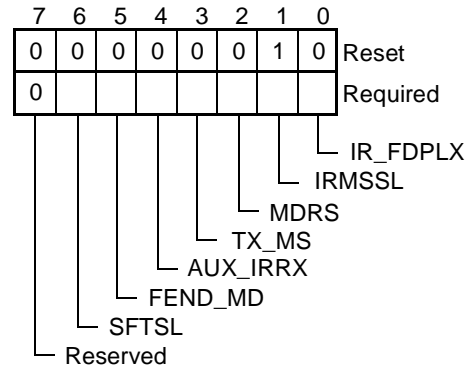 7 6 5 4 3 2 1 0
0 0 0 0 0 0 1 0 Reset
0 Required
IR_FDPLX
IRMSSL
MDRS
TX_MS
AUX_IRRX
FEND_MD
SFTSL
Reserved